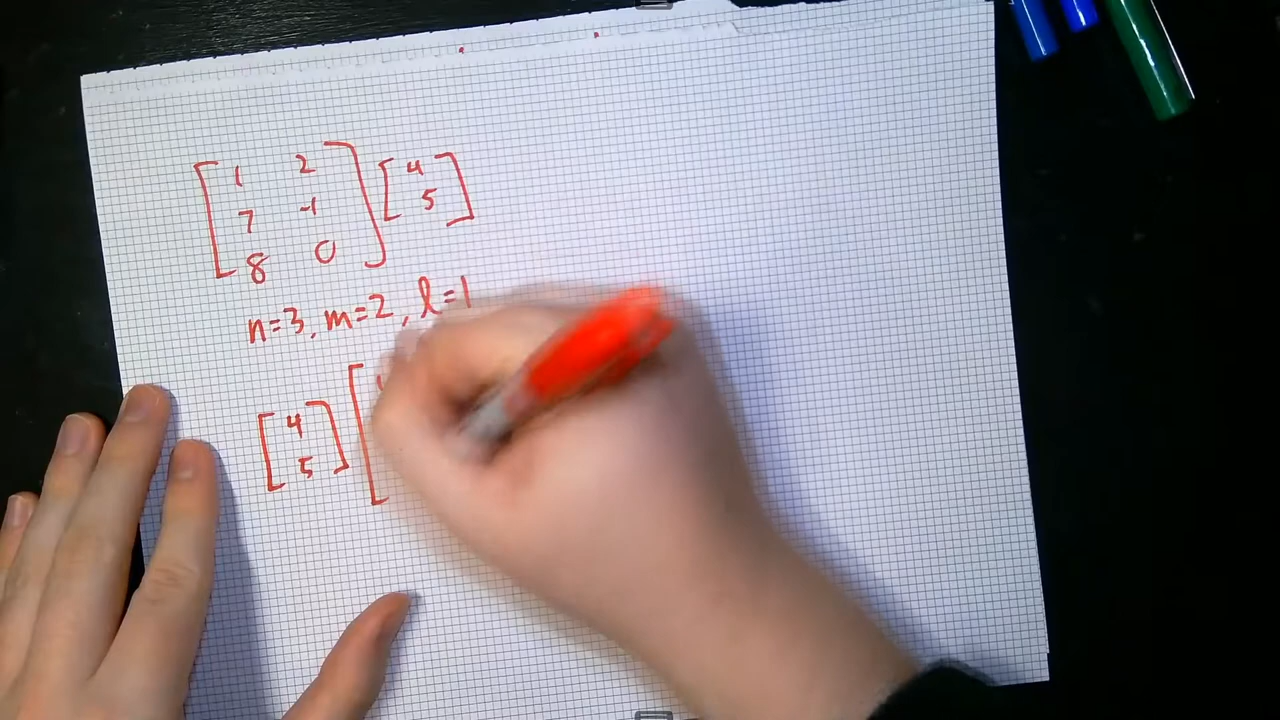 [1 2] [4]
[7 -1] [5]
[8 0]
n=3, m=2, l=1
[4] [
[5]